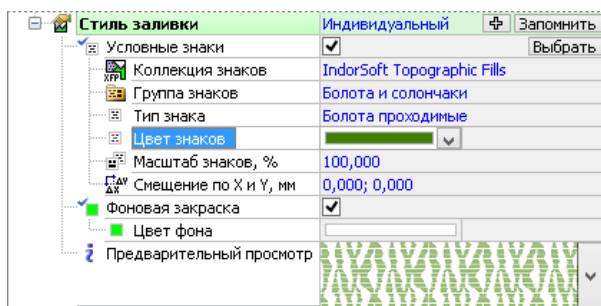 Стиль заливки Индивидуальный Запомнить
Условные знаки Выбрать
Коллекция знаков IndorSoft Topographic Fills
Группа знаков Болота и солончаки
Тип знака Болота проходимые
Цвет знаков
Масштаб знаков, % 100,000
Смещение по X и Y, мм 0,000; 0,000
Фоновая закраска
Цвет фона
Предварительный просмотр